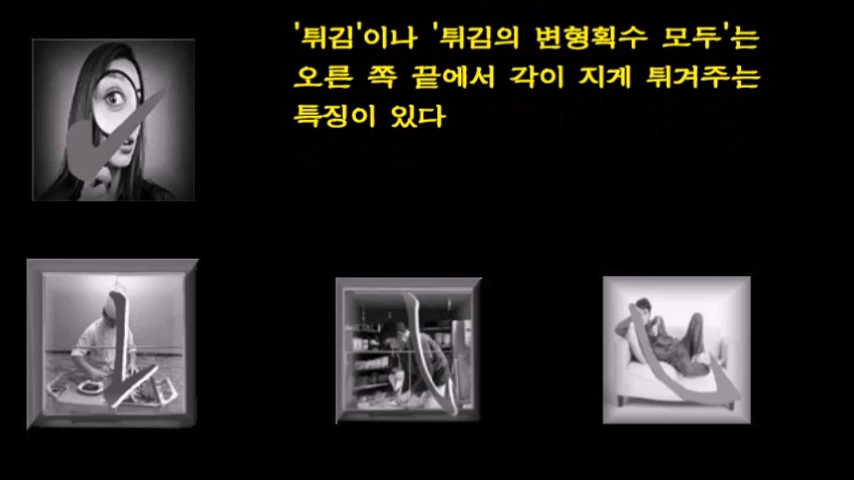 '튀김'이나 '튀김의 변형획수 모두'는
오른 쪽 끝에서 각이 지게 튀겨주는
특징이 있다